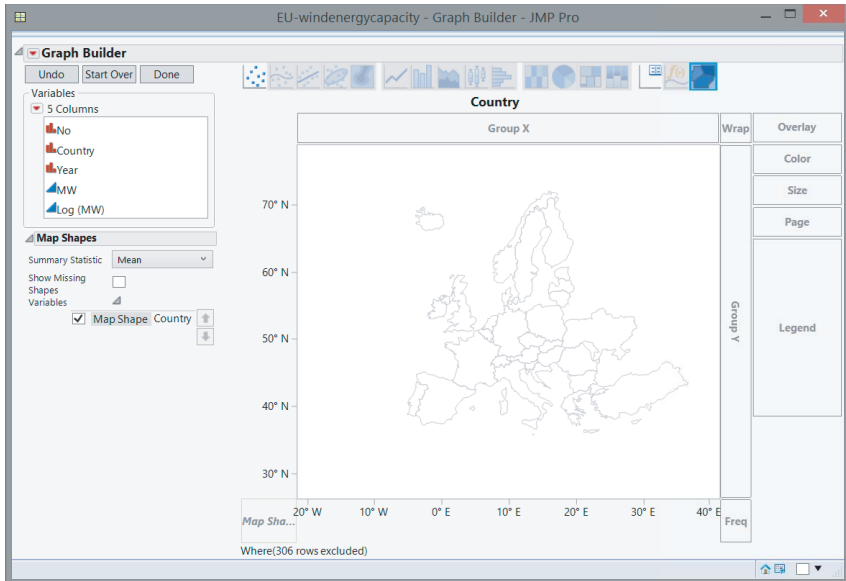 EU-windenergycapacity - Graph Builder - JMP Pro
Graph Builder
Undo Start Over Done
Variables
5 Columns
No
Country
Year
MW
Log (MW)
Map Shapes
Summary Statistic Mean
Show Missing
Shapes
Variables
Map Shape Country
Country
Group X
Wrap
Overlay
Color
Size
Page
Legend
Group Y
Freq
70° N
60° N
50° N
40° N
30° N
20° W 10° W 0° E 10° E 20° E 30° E 40° E
Map Sha...
Where(306 rows excluded)